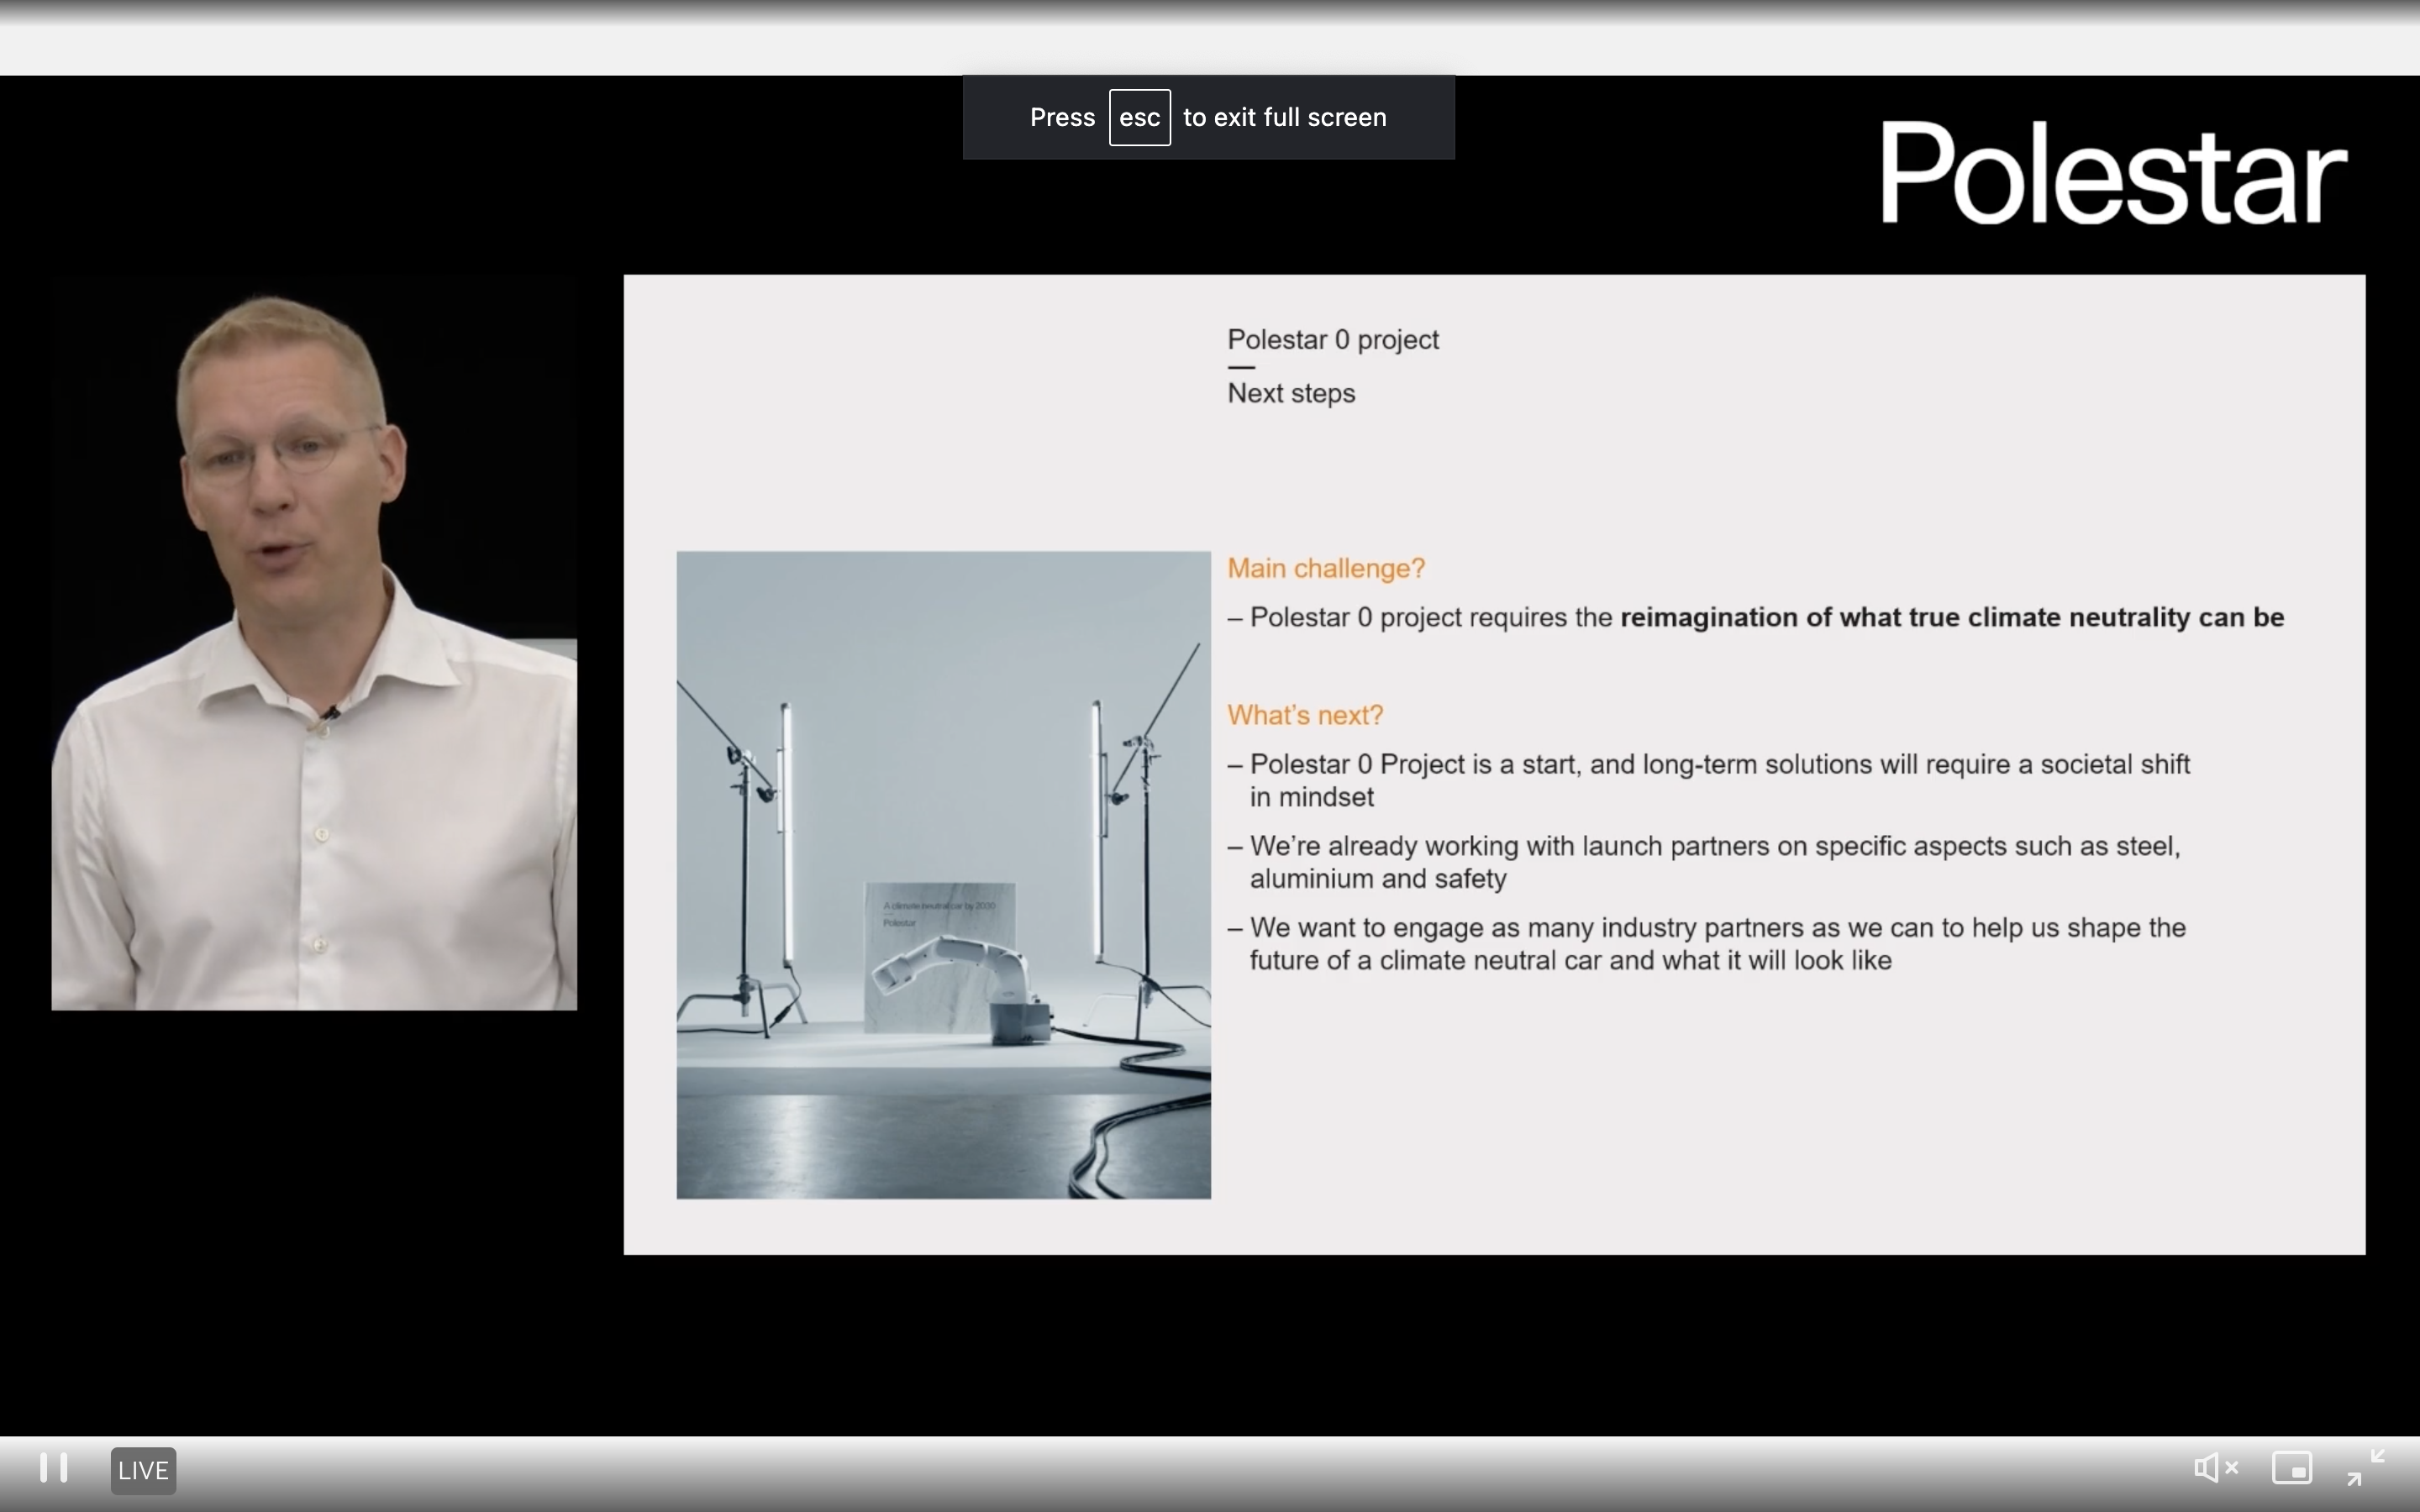 Press esc to exit full screen
Polestar
Polestar 0 project
—
Next steps
Main challenge?
– Polestar 0 project requires the reimagination of what true climate neutrality can be
What’s next?
– Polestar 0 Project is a start, and long-term solutions will require a societal shift
in mindset
– We’re already working with launch partners on specific aspects such as steel,
aluminium and safety
– We want to engage as many industry partners as we can to help us shape the
future of a climate neutral car and what it will look like
A climate neutral car by 2030
Polestar
LIVE